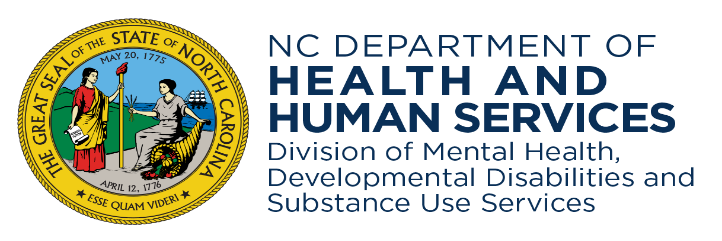 THE GREAT SEAL OF THE STATE OF NORTH CAROLINA
MAY 20, 1775
APRIL 12, 1776
★ ESSE QUAM VIDERI ★
NC DEPARTMENT OF
HEALTH AND
HUMAN SERVICES
Division of Mental Health,
Developmental Disabilities and
Substance Use Services